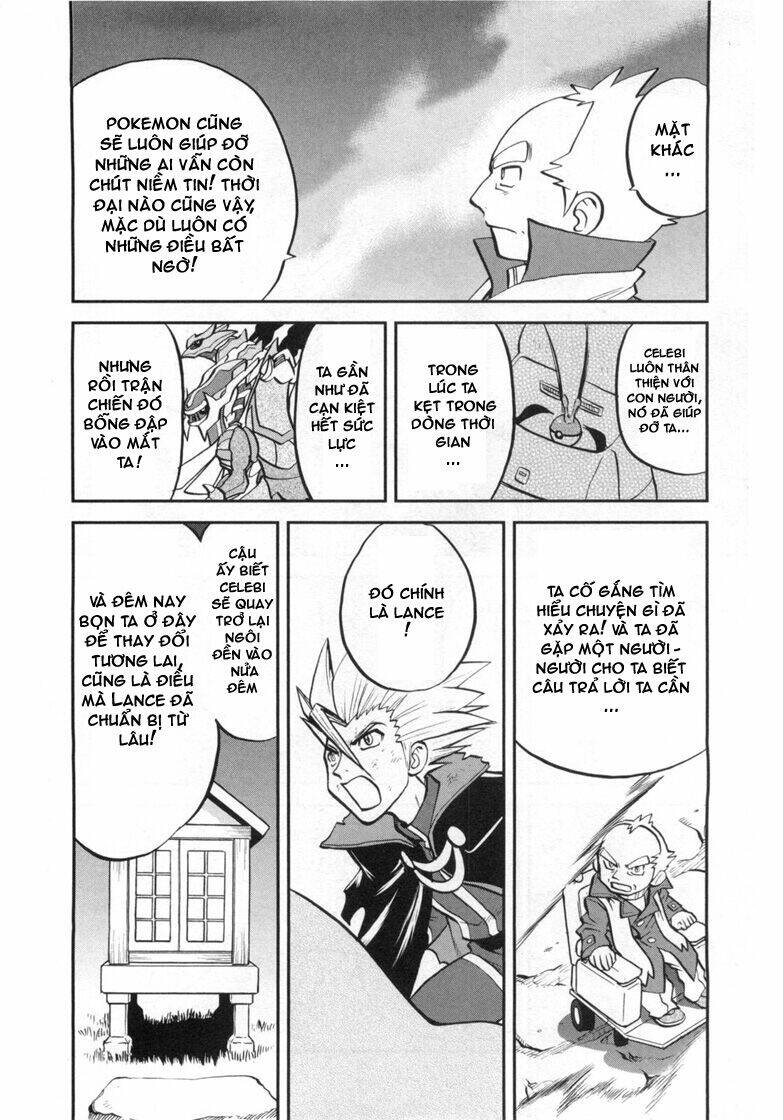 MẶT
KHÁC
...
POKEMON CŨNG
SẼ LUÔN GIÚP ĐỠ
NHỮNG AI VẪN CÒN
CHÚT NIỀM TIN! THỜI
ĐẠI NÀO CŨNG VẬY,
MẶC DÙ LUÔN CÓ
NHỮNG ĐIỀU BẤT
NGỜ!
CELEBI
LUÔN THÂN
THIỆN VỚI
CON NGƯỜI,
NÓ ĐÃ GIÚP
ĐỠ TA...
TRONG
LÚC TA
KẸT TRONG
DÒNG THỜI
GIAN
TA GẦN
NHƯ ĐÃ
CẠN KIỆT
HẾT SỨC
LỰC
...
NHƯNG
RỒI TRẬN
CHIẾN ĐÓ
BỖNG ĐẬP
VÀO MẮT
TA!
TA CỐ GẮNG TÌM
HIỂU CHUYỆN GÌ ĐÃ
XẢY RA! VÀ TA ĐÃ
GẶP MỘT NGƯỜI-
NGƯỜI CHO TA BIẾT
CÂU TRẢ LỜI TA CẦN
...
ĐÓ CHÍNH
LÀ LANCE
!
CẬU
ẤY BIẾT
CELEBI
SẼ QUAY
TRỞ LẠI
NGÔI
ĐỀN VÀO
NỬA
ĐÊM
VÀ ĐÊM NAY
BỌN TA Ở ĐÂY
ĐỂ THAY ĐỔI
TƯƠNG LAI,
CŨNG LÀ ĐIỀU
MÀ LANCE ĐÃ
CHUẨN BỊ TỪ
LÂU!